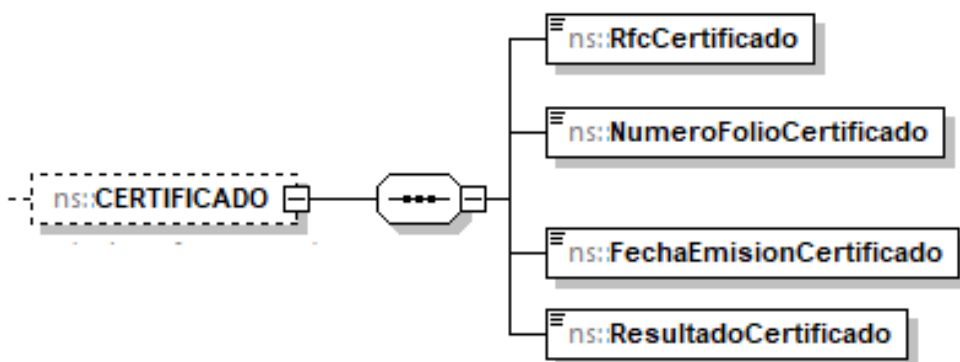 ns:RfcCertificado
ns:NumeroFolioCertificado
ns:CERTIFICADO
ns:FechaEmisionCertificado
ns:ResultadoCertificado